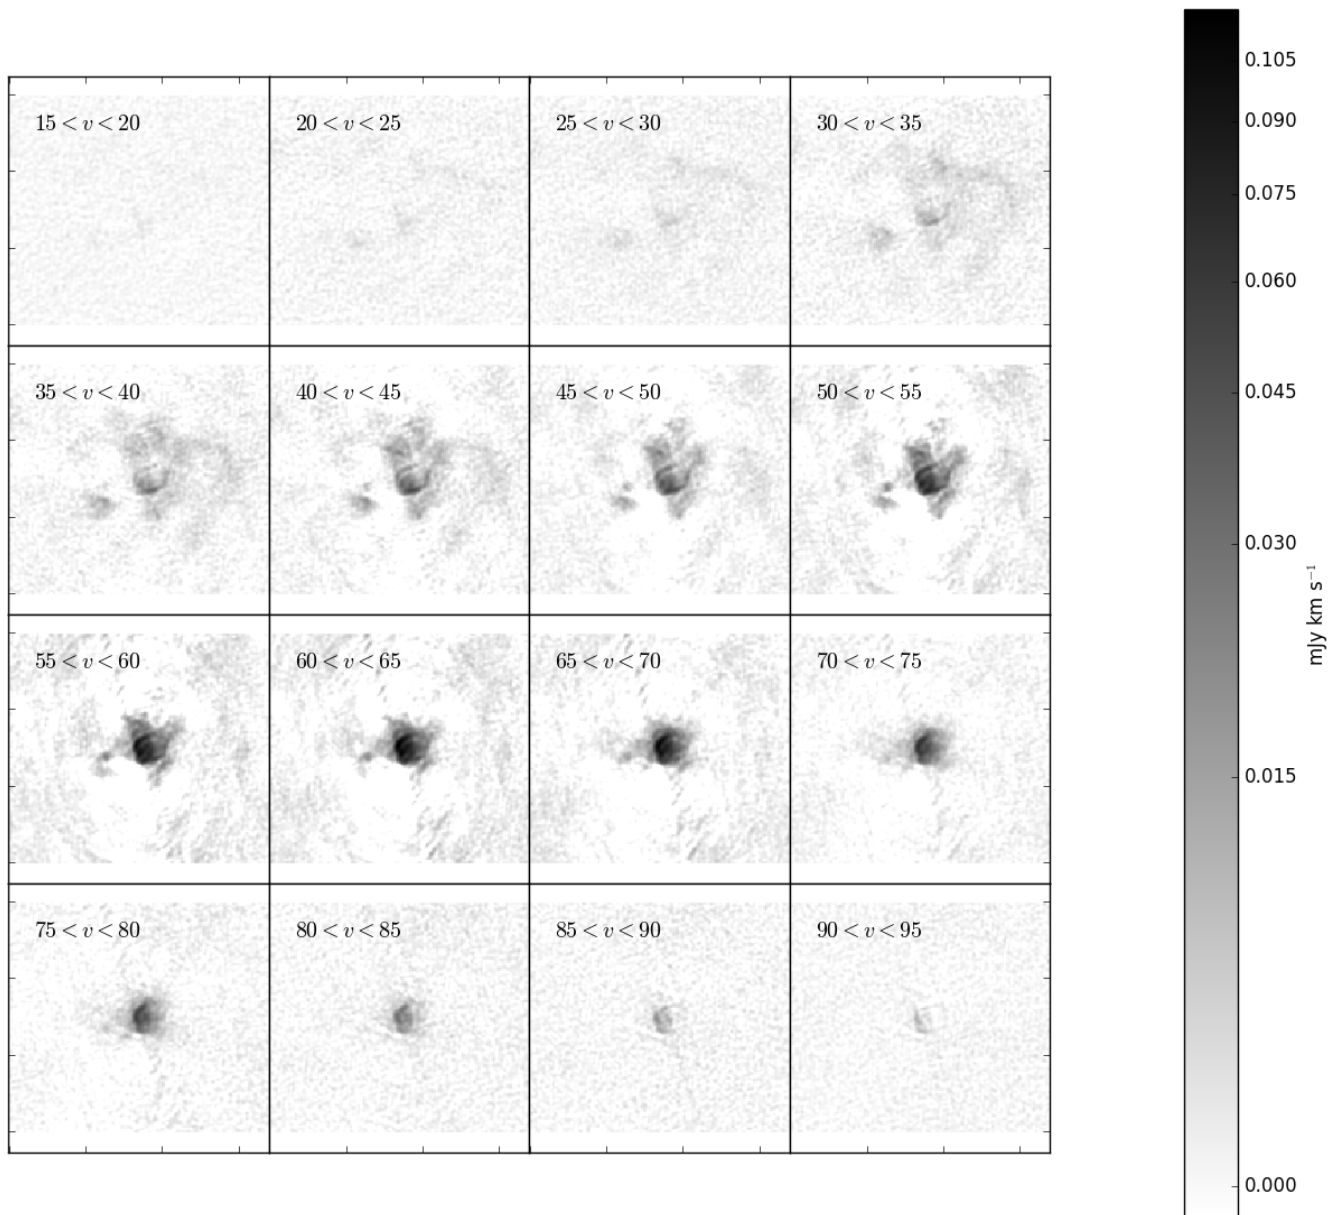 15 < v < 20
20 < v < 25
25 < v < 30
30 < v < 35
35 < v < 40
40 < v < 45
45 < v < 50
50 < v < 55
55 < v < 60
60 < v < 65
65 < v < 70
70 < v < 75
75 < v < 80
80 < v < 85
85 < v < 90
90 < v < 95
0.105
0.090
0.075
0.060
0.045
0.030
0.015
0.000
mJy km s⁻¹